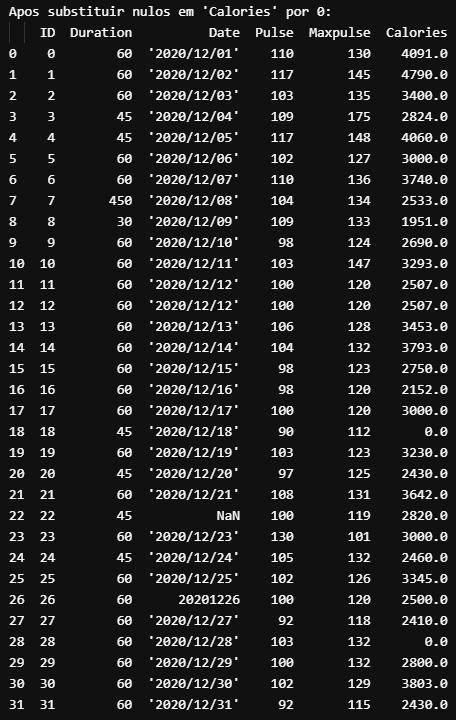 Apos substituir nulos em 'Calories' por 0:
ID Duration Date Pulse Maxpulse Calories
0 0 60 '2020/12/01' 110 130 4091.0
1 1 60 '2020/12/02' 117 145 4790.0
2 2 60 '2020/12/03' 103 135 3400.0
3 3 45 '2020/12/04' 109 175 2824.0
4 4 45 '2020/12/05' 117 148 4060.0
5 5 60 '2020/12/06' 102 127 3000.0
6 6 60 '2020/12/07' 110 136 3740.0
7 7 450 '2020/12/08' 104 134 2533.0
8 8 30 '2020/12/09' 109 133 1951.0
9 9 60 '2020/12/10' 98 124 2690.0
10 10 60 '2020/12/11' 103 147 3293.0
11 11 60 '2020/12/12' 100 120 2507.0
12 12 60 '2020/12/12' 100 120 2507.0
13 13 60 '2020/12/13' 106 128 3453.0
14 14 60 '2020/12/14' 104 132 3793.0
15 15 60 '2020/12/15' 98 123 2750.0
16 16 60 '2020/12/16' 98 120 2152.0
17 17 60 '2020/12/17' 100 120 3000.0
18 18 45 '2020/12/18' 90 112 0.0
19 19 60 '2020/12/19' 103 123 3230.0
20 20 45 '2020/12/20' 97 125 2430.0
21 21 60 '2020/12/21' 108 131 3642.0
22 22 45 NaN 100 119 2820.0
23 23 60 '2020/12/23' 130 101 3000.0
24 24 45 '2020/12/24' 105 132 2460.0
25 25 60 '2020/12/25' 102 126 3345.0
26 26 60 20201226 100 120 2500.0
27 27 60 '2020/12/27' 92 118 2410.0
28 28 60 '2020/12/28' 103 132 0.0
29 29 60 '2020/12/29' 100 132 2800.0
30 30 60 '2020/12/30' 102 129 3803.0
31 31 60 '2020/12/31' 92 115 2430.0